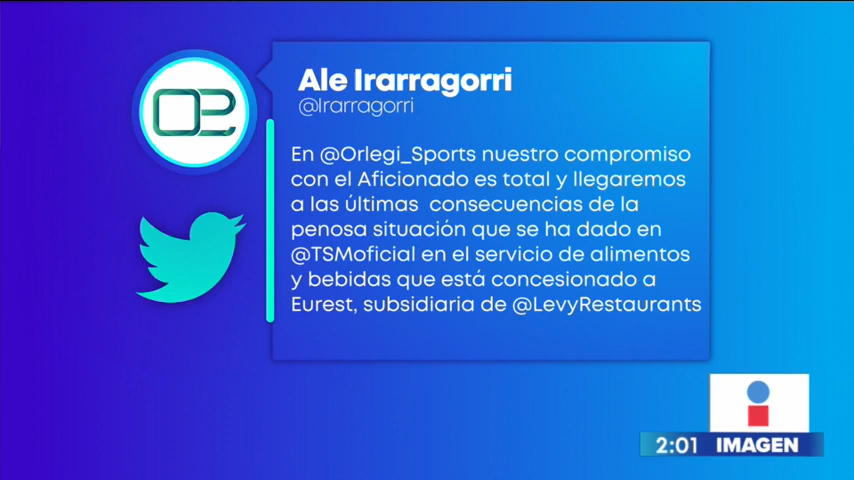 Ale Irarragorri
@Irarragorri
En @Orlegi_Sports nuestro compromiso
con el Aficionado es total y llegaremos
a las últimas consecuencias de la
penosa situación que se ha dado en
@TSMoficial en el servicio de alimentos
y bebidas que está concesionado a
Eurest, subsidiaria de @LevyRestaurants
2:01 IMAGEN